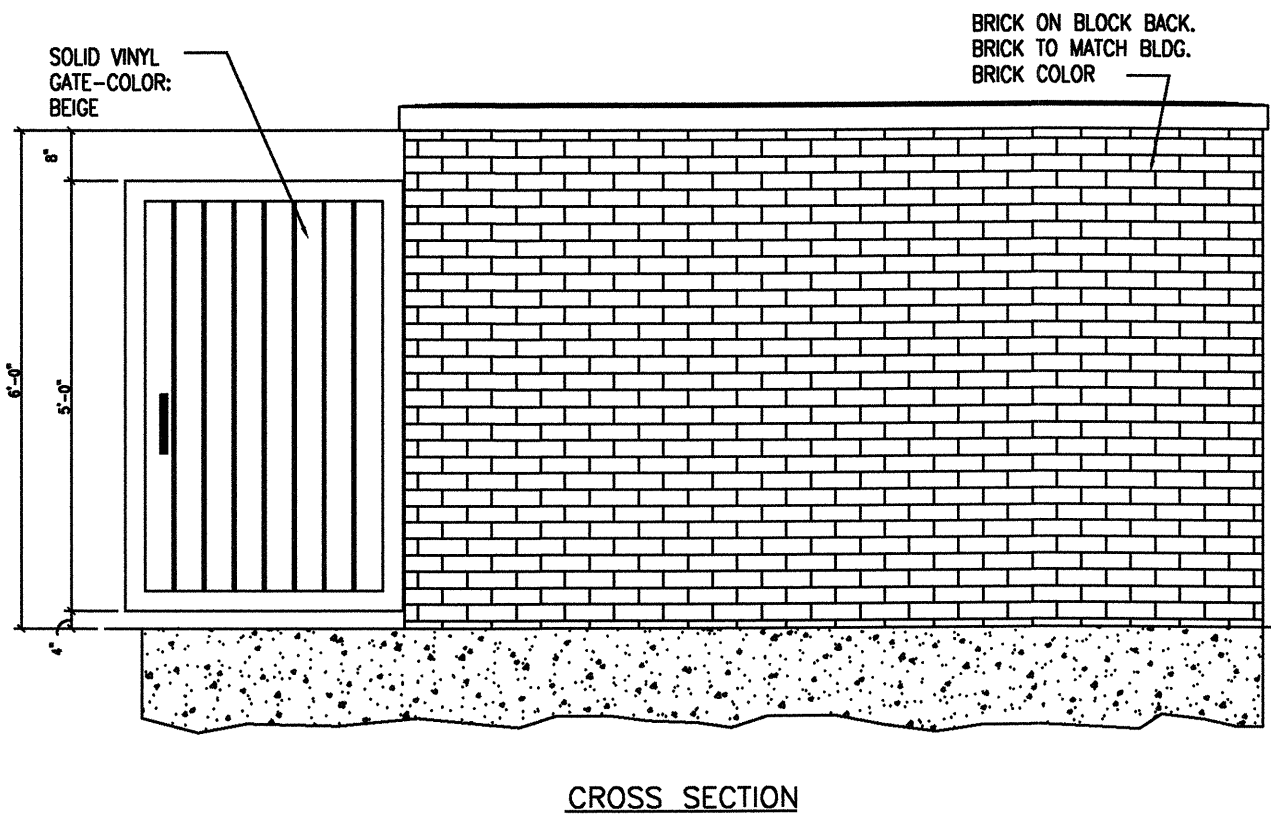 BRICK ON BLOCK BACK.
BRICK TO MATCH BLDG.
BRICK COLOR
SOLID VINYL
GATE-COLOR:
BEIGE
8"
6'-0"
5'-0"
4"
CROSS SECTION